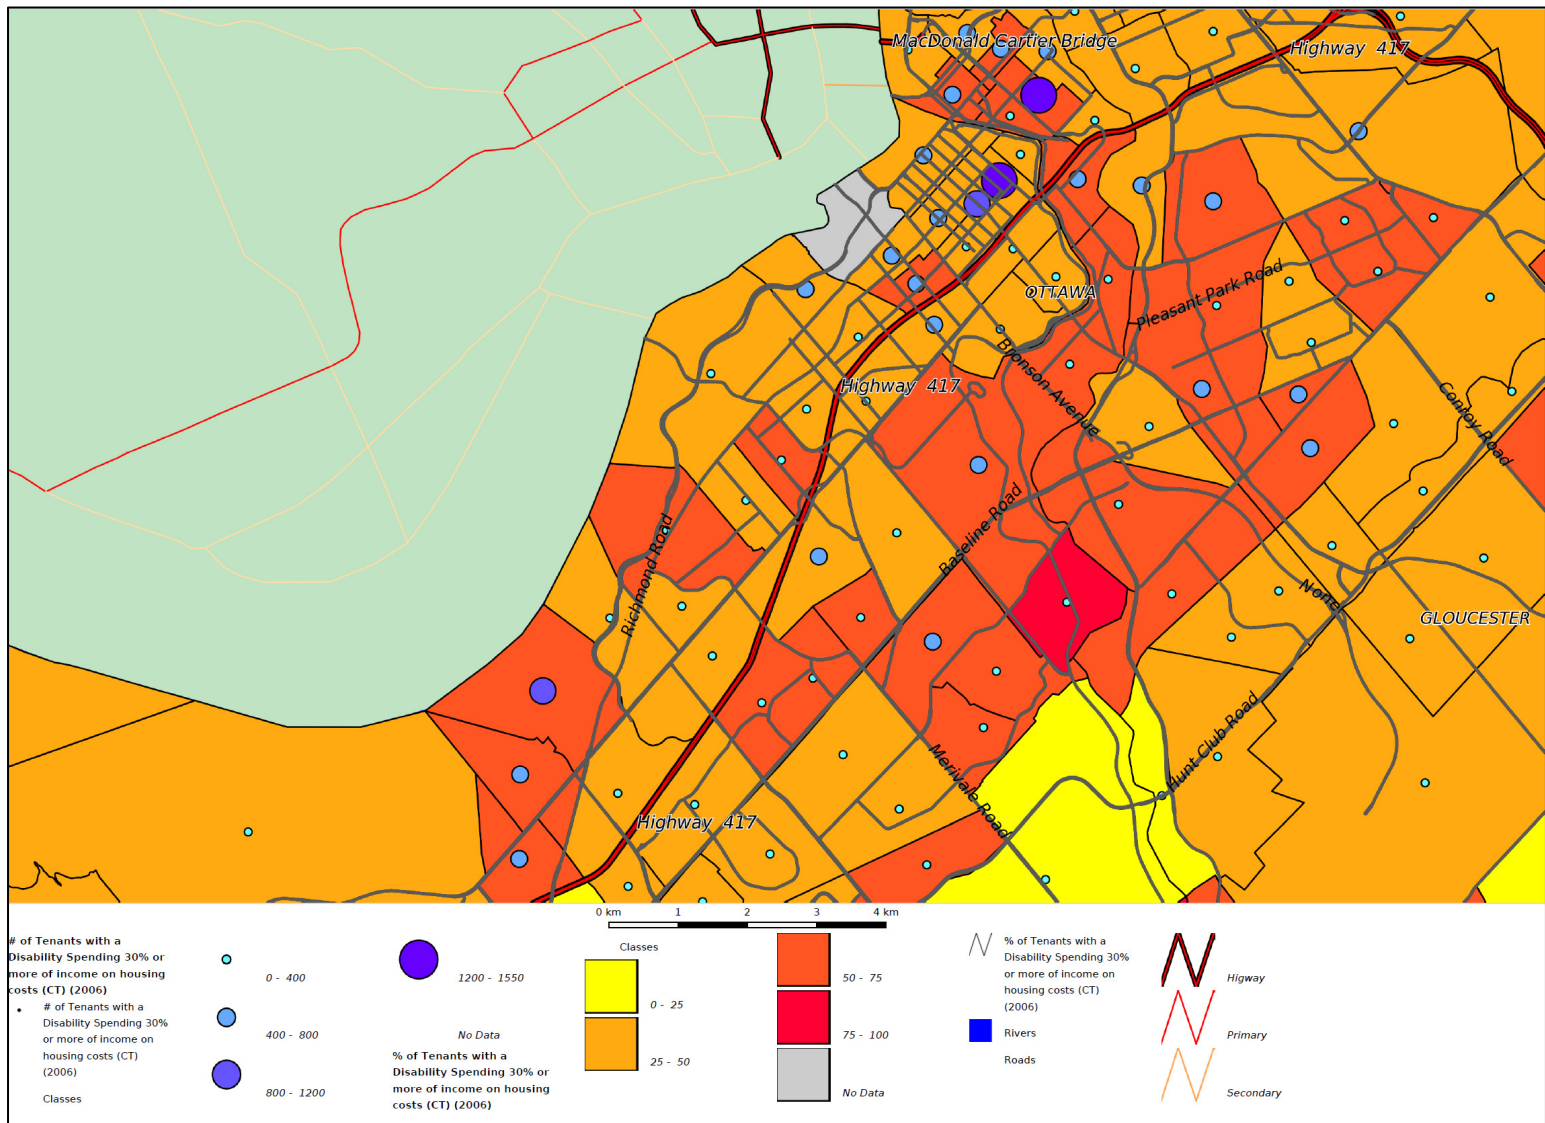 MacDonald Cartier Bridge
Highway 417
Pleasant Park Road
OTTAWA
Bronson Avenue
Highway 417
Conroy Road
Baseline Road
Richmond Road
None
GLOUCESTER
Hunt Club Road
Merivale Road
Highway 417
0 km 1 2 3 4 km
# of Tenants with a
Disability Spending 30% or
more of income on housing
costs (CT) (2006)
# of Tenants with a
Disability Spending 30%
or more of income on
housing costs (CT)
(2006)
Classes
0 - 400
400 - 800
800 - 1200
1200 - 1550
No Data
% of Tenants with a
Disability Spending 30% or
more of income on housing
costs (CT) (2006)
Classes
0 - 25
25 - 50
50 - 75
75 - 100
No Data
% of Tenants with a
Disability Spending 30%
or more of income on
housing costs (CT)
(2006)
Rivers
Roads
Higway
Primary
Secondary